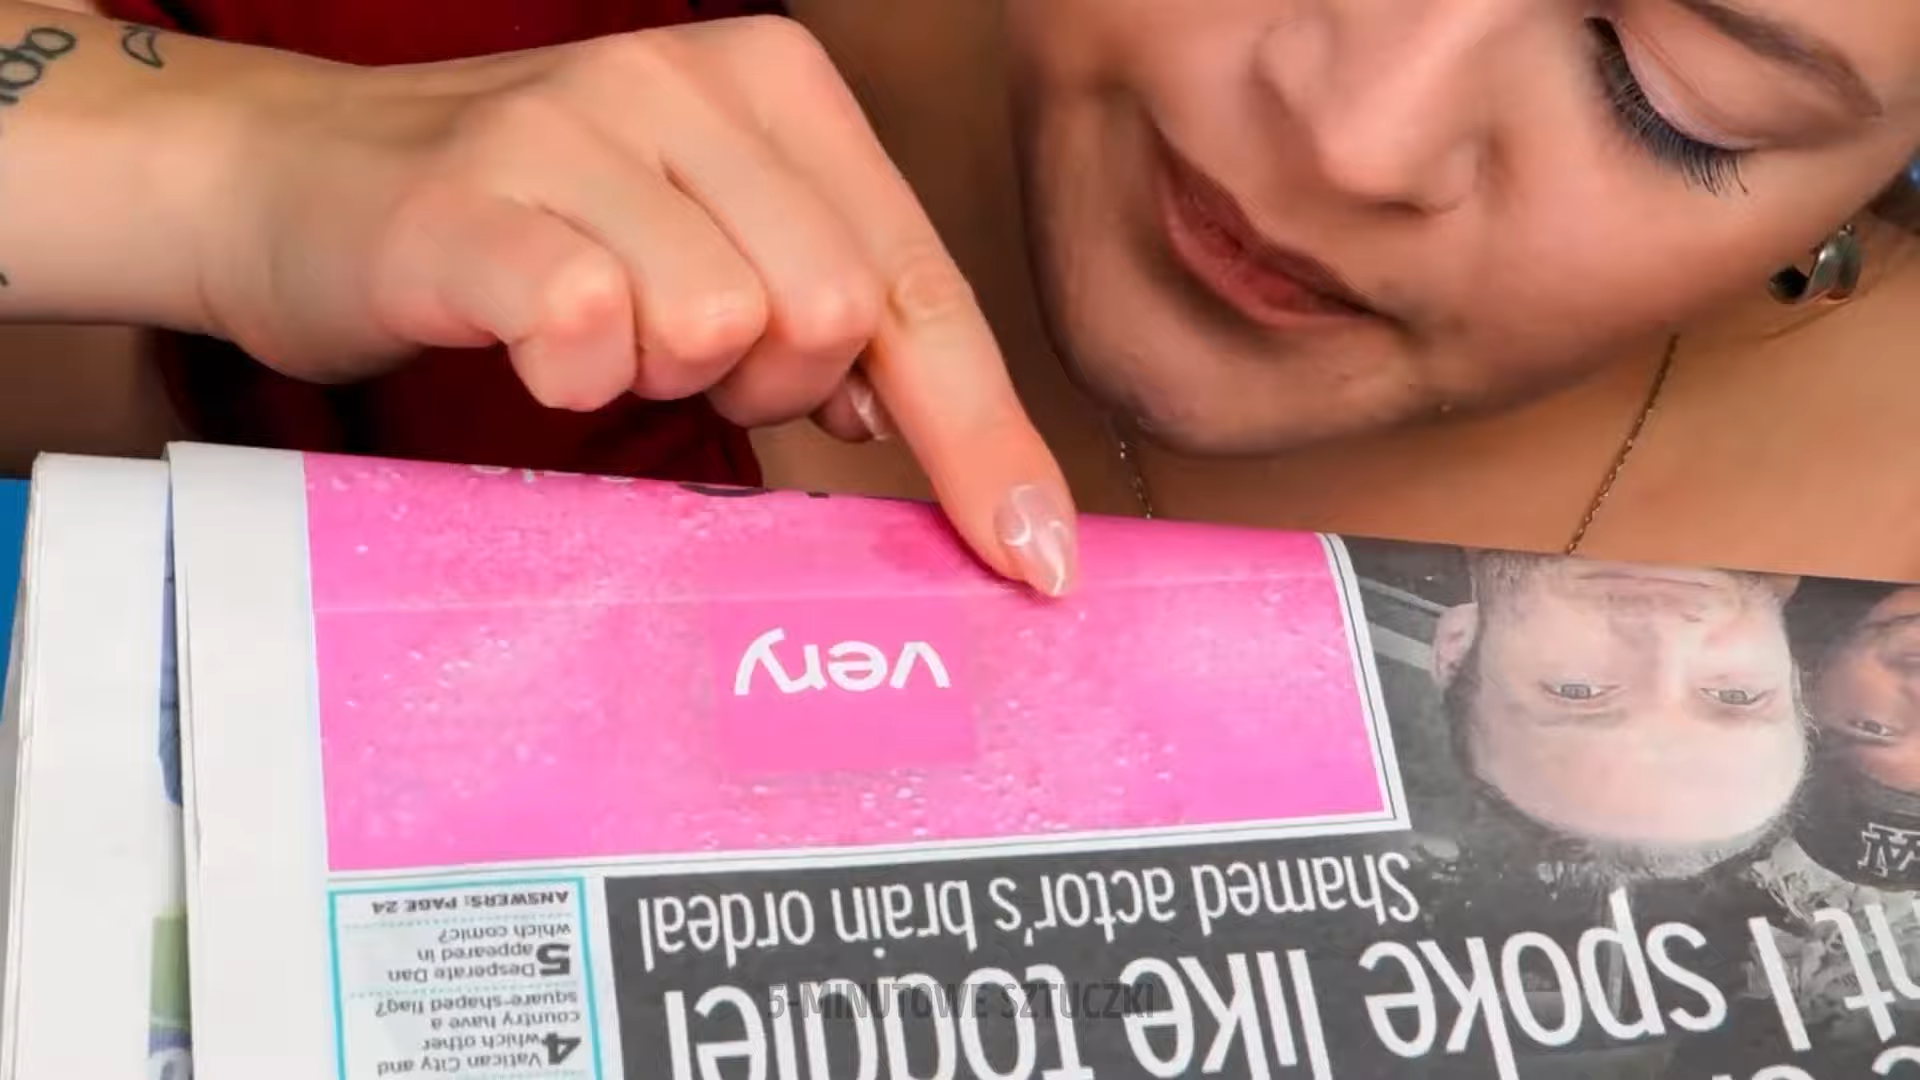 very
Shamed actor's brain ordeal
I spoke like toddler
Vatican City and
4 which other
country have a
square-shaped flag?
5 Desperate Dan
appeared in
which comic?
ANSWERS: PAGE 24
5-MINUTOWE SZTUCZKI